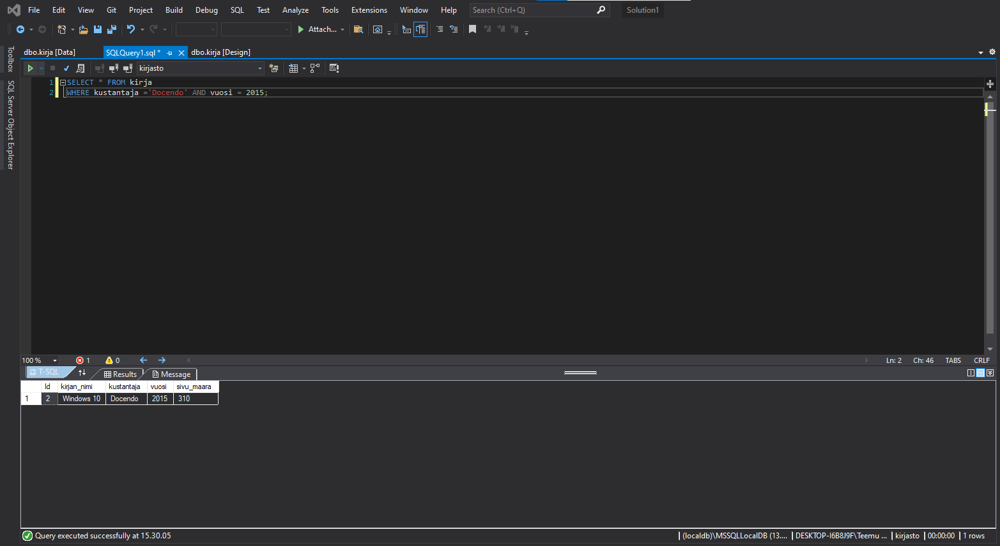 File Edit View Git Project Build Debug SQL Test Analyze Tools Extensions Window Help Search (Ctrl+Q) Solution1
Attach...
Toolbox
SQL Server Object Explorer
dbo.kirja [Data] SQLQuery1.sql * dbo.kirja [Design]
kirjasto
1 SELECT * FROM kirja
2 WHERE kustantaja ='Docendo' AND vuosi = 2015;
100 % 1 0 Ln: 2 Ch: 46 TABS CRLF
T-SQL Results Message
Id kirjan_nimi kustantaja vuosi sivu_maara
1 2 Windows 10 Docendo 2015 310
Query executed successfully at 15.30.05 (localdb)\MSSQLLocalDB (13.... DESKTOP-I6B8J9F\Teemu ... kirjasto 00:00:00 1 rows